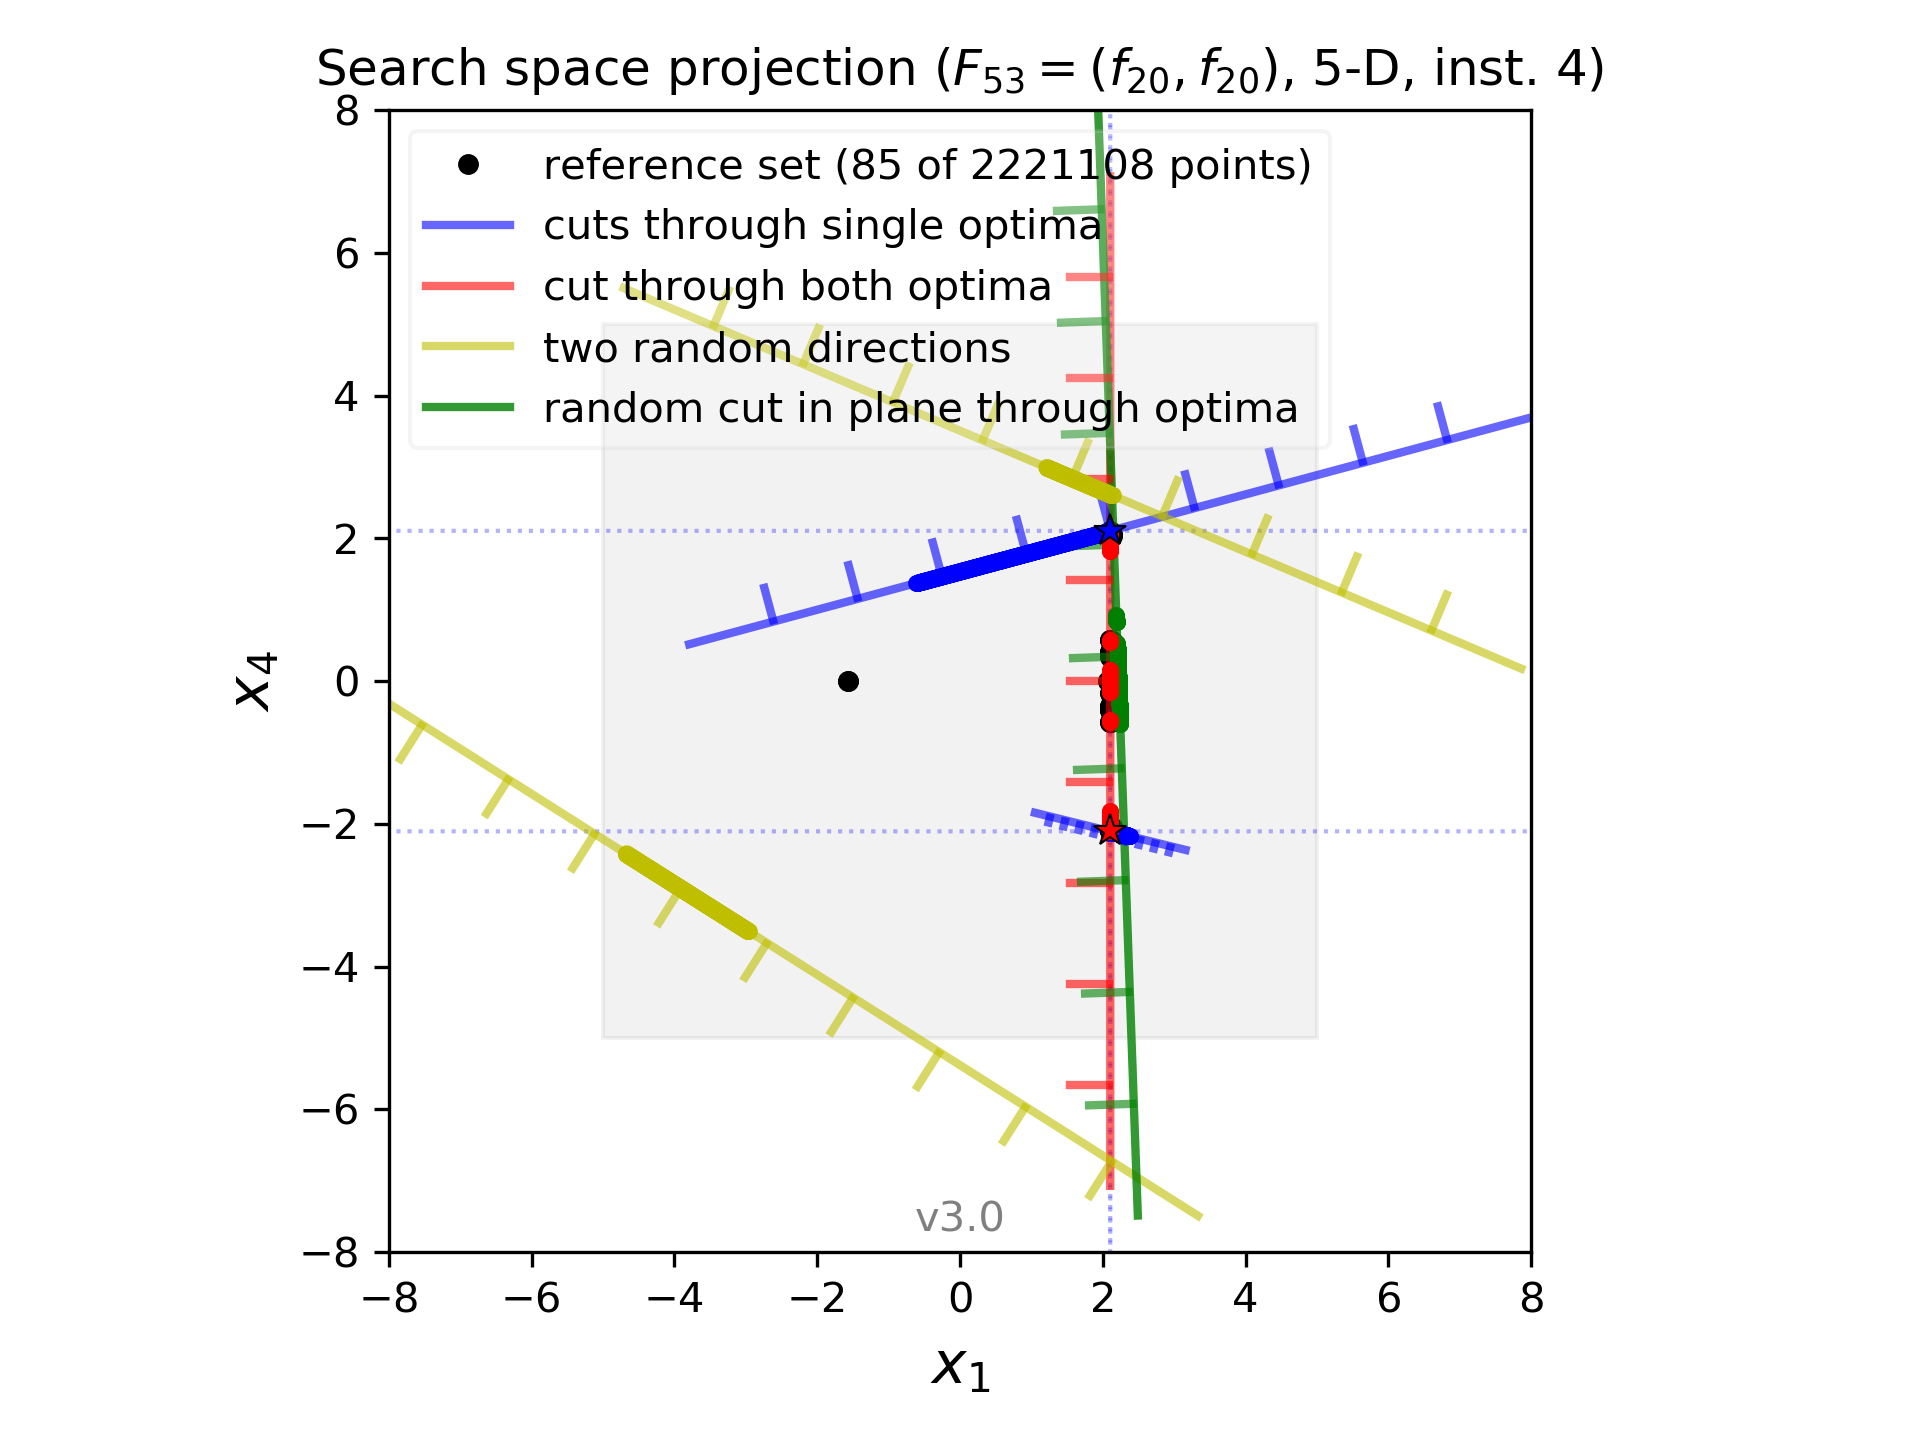 Search space projection (F53 = (f20, f20), 5-D, inst. 4)
reference set (85 of 2221108 points)
cuts through single optima
cut through both optima
two random directions
random cut in plane through optima
8
6
4
2
0
−2
−4
−6
−8
x4
v3.0
−8 −6 −4 −2 0 2 4 6 8
x1